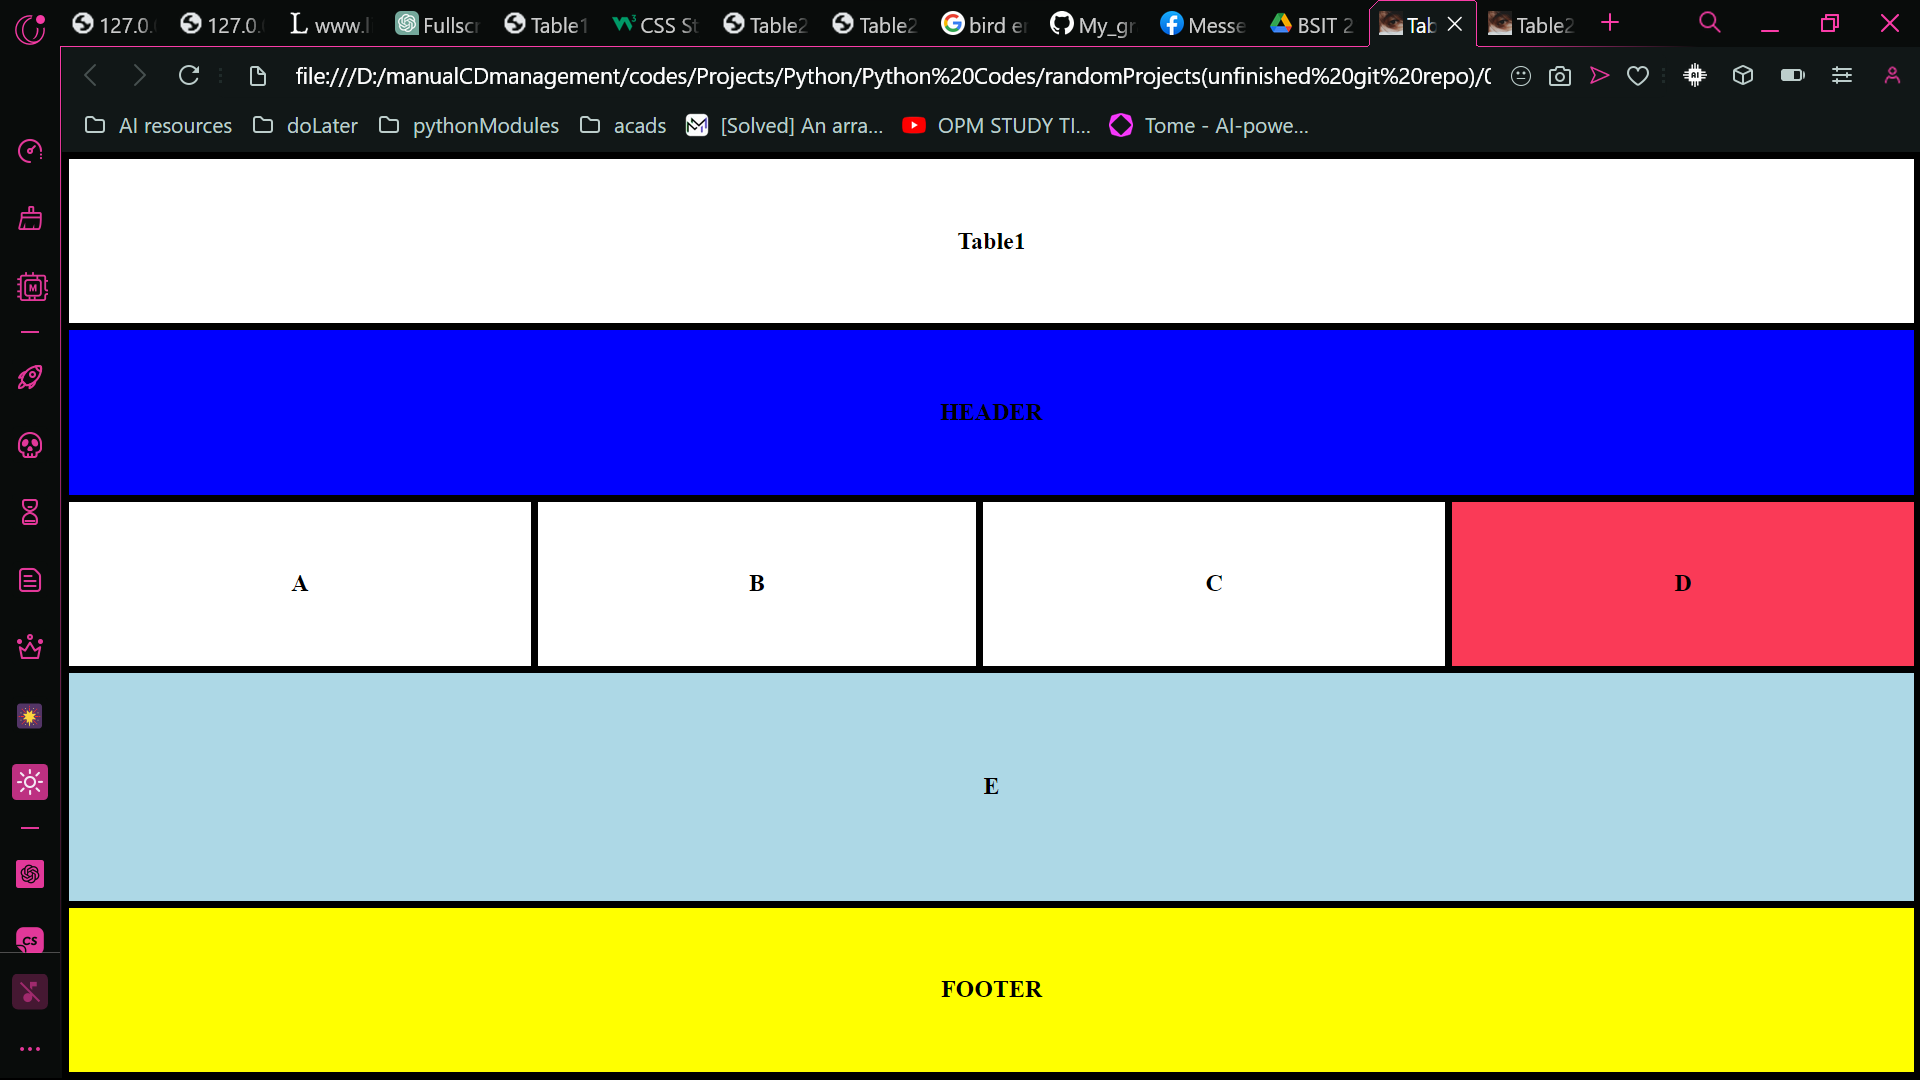 127.0.
127.0.
www.l
Fullscr
Table1
CSS St
Table2
Table2
bird er
My_gr
Messe
BSIT 2
Tab
Table2
file:///D:/manualCDmanagement/codes/Projects/Python/Python%20Codes/randomProjects(unfinished%20git%20repo)/
AI resources
doLater
pythonModules
acads
[Solved] An arra...
OPM STUDY TI...
Tome - AI-powe...
Table1
HEADER
A B C D
E
FOOTER
M
CS